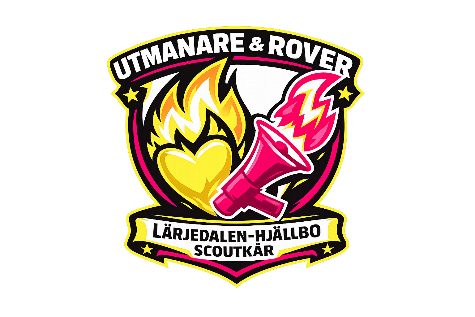 UTMANARE & ROVER
LÄRJEDALEN-HJÄLLBO
SCOUTKÅR